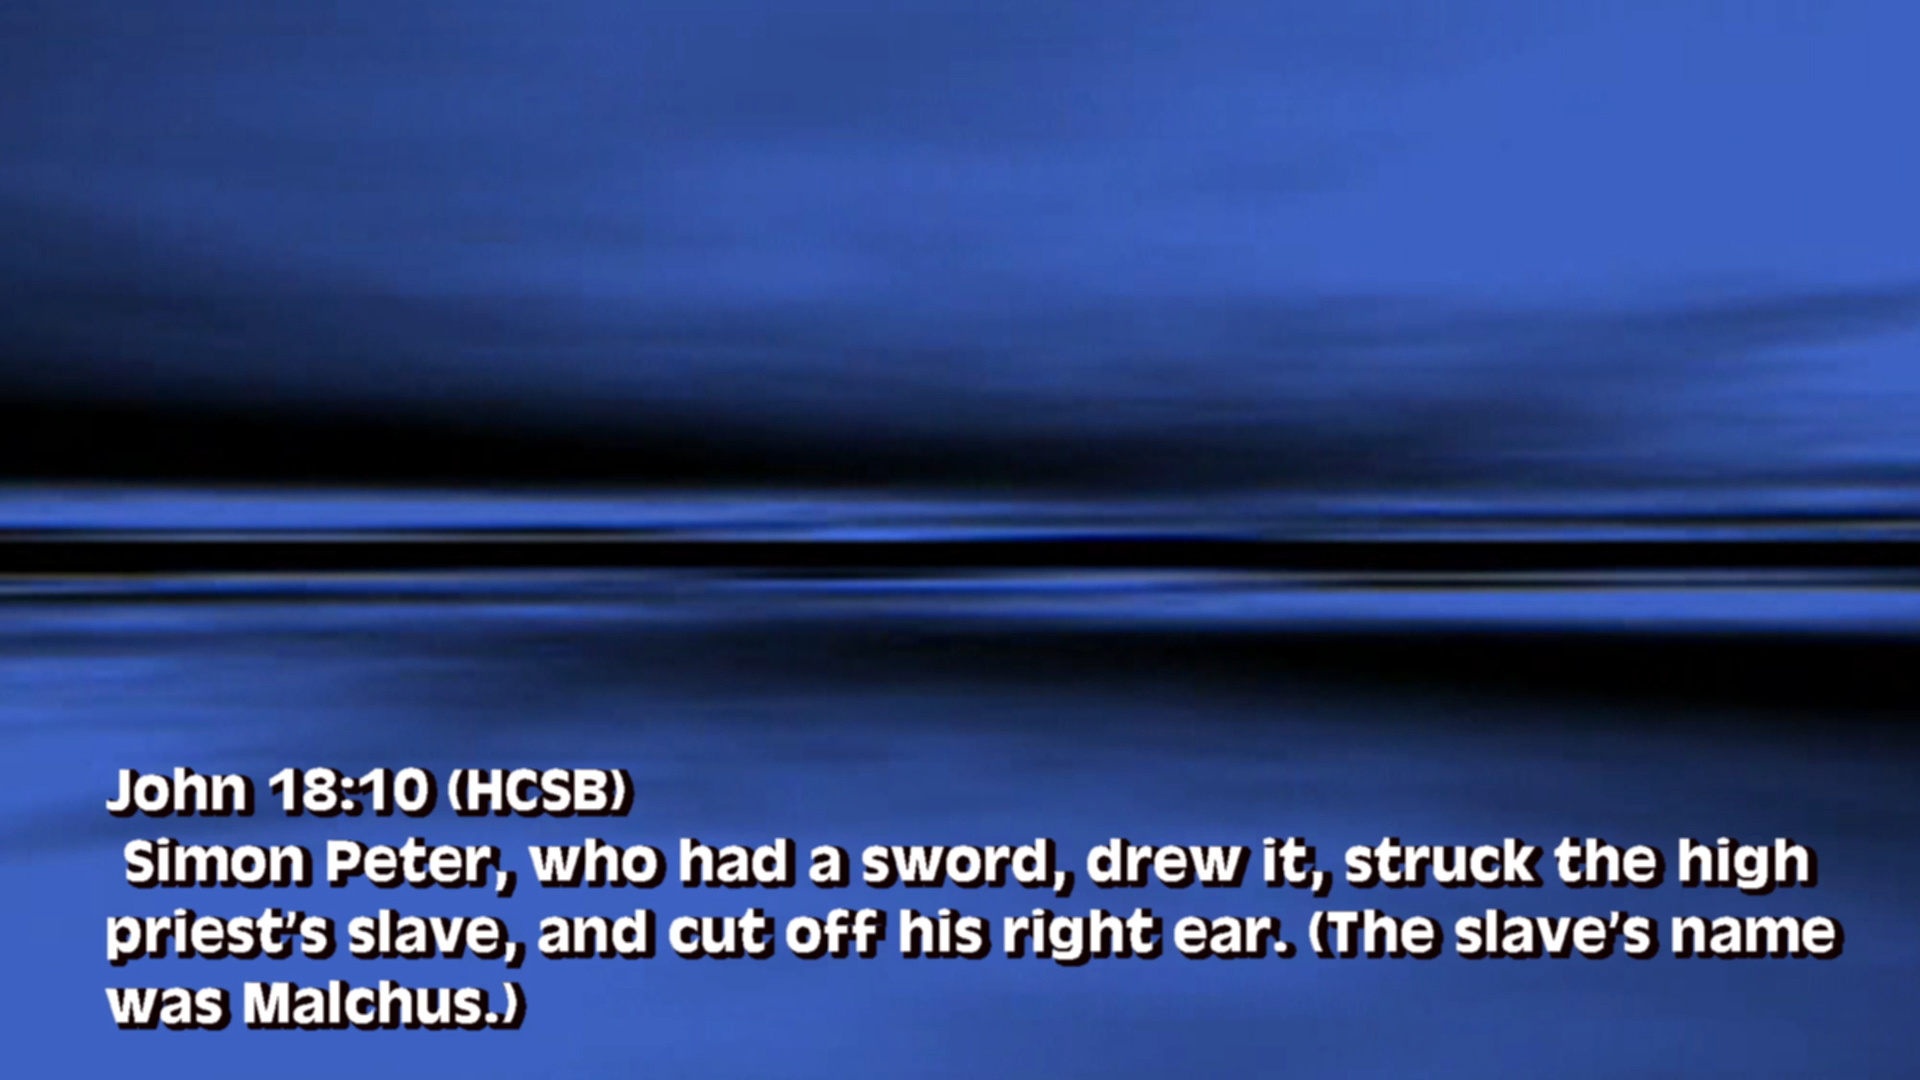 John 18:10 (HCSB)
Simon Peter, who had a sword, drew it, struck the high
priest’s slave, and cut off his right ear. (The slave’s name
was Malchus.)